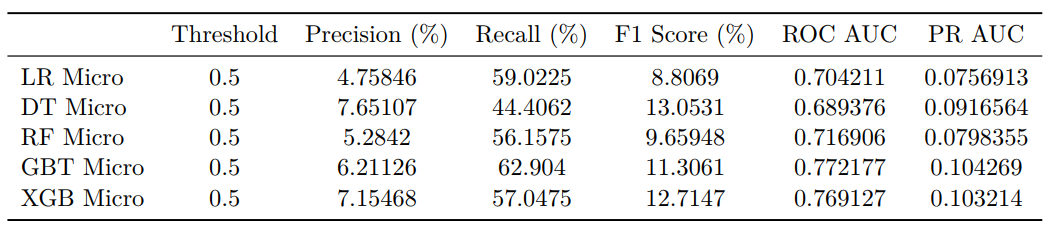 Threshold Precision (%) Recall (%) F1 Score (%) ROC AUC PR AUC
LR Micro 0.5 4.75846 59.0225 8.8069 0.704211 0.0756913
DT Micro 0.5 7.65107 44.4062 13.0531 0.689376 0.0916564
RF Micro 0.5 5.2842 56.1575 9.65948 0.716906 0.0798355
GBT Micro 0.5 6.21126 62.904 11.3061 0.772177 0.104269
XGB Micro 0.5 7.15468 57.0475 12.7147 0.769127 0.103214